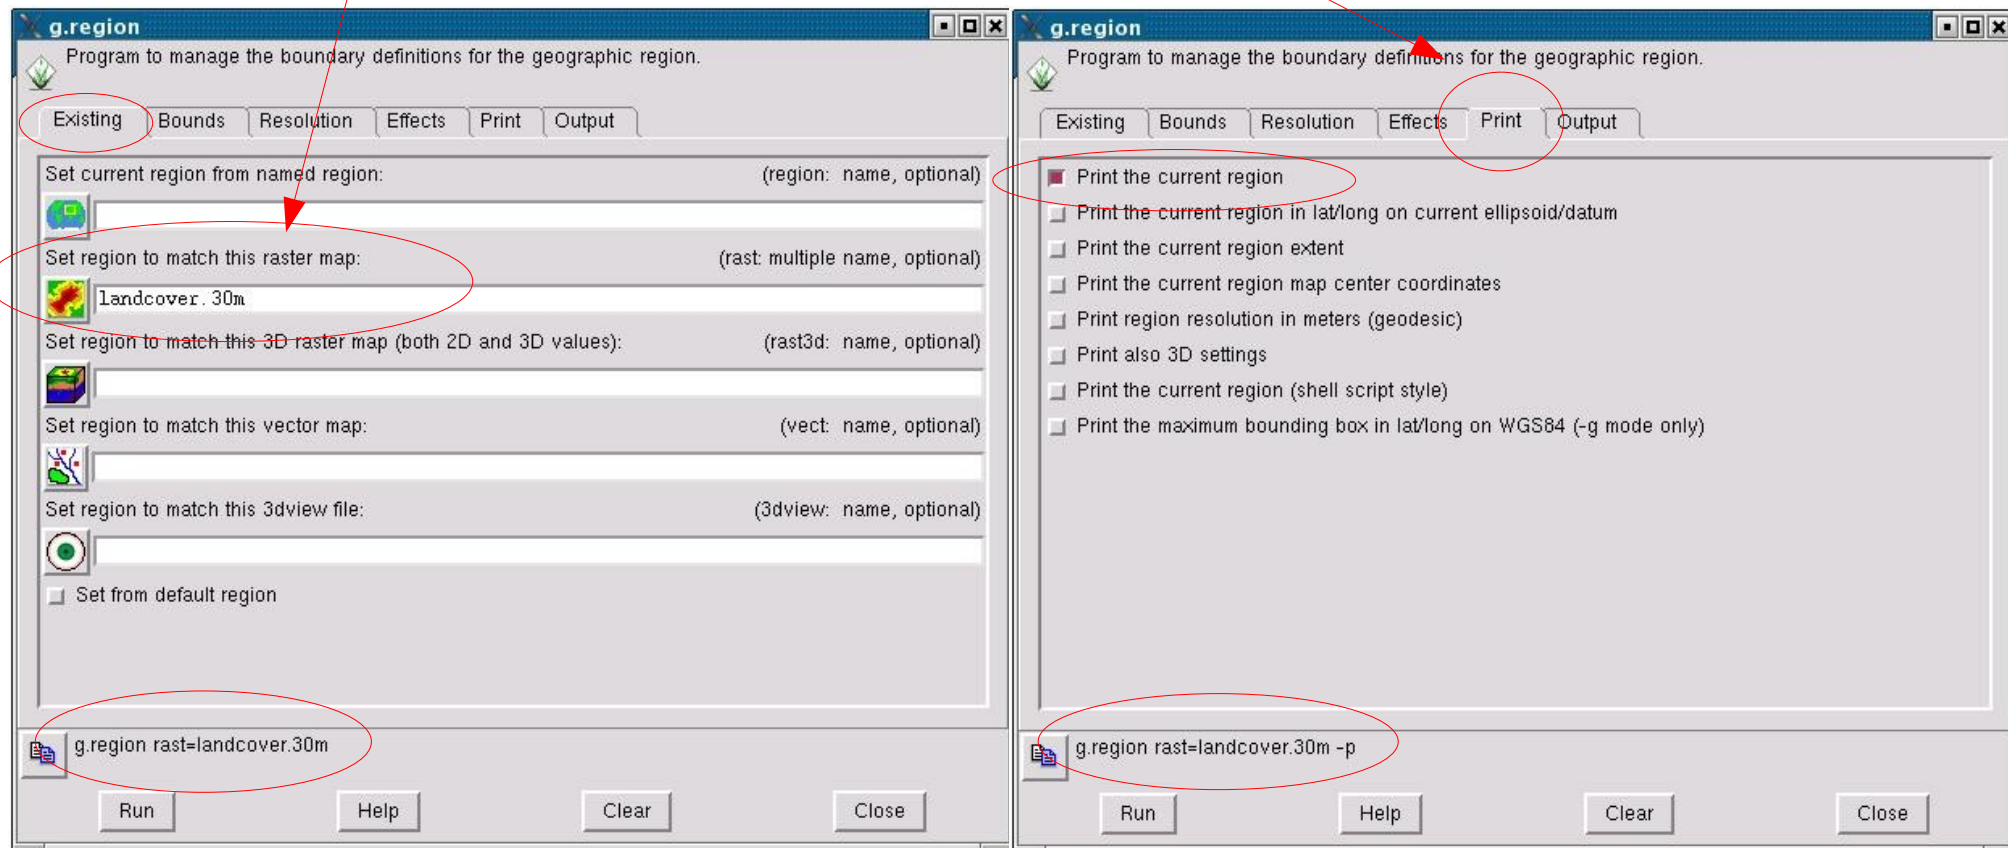 g.region
Program to manage the boundary definitions for the geographic region.
Existing Bounds Resolution Effects Print Output
Set current region from named region: (region: name, optional)
Set region to match this raster map: (rast: multiple name, optional)
landcover.30m
Set region to match this 3D raster map (both 2D and 3D values): (rast3d: name, optional)
Set region to match this vector map: (vect: name, optional)
Set region to match this 3dview file: (3dview: name, optional)
Set from default region
g.region rast=landcover.30m
Run Help Clear Close
g.region
Program to manage the boundary definitions for the geographic region.
Existing Bounds Resolution Effects Print Output
Print the current region
Print the current region in lat/long on current ellipsoid/datum
Print the current region extent
Print the current region map center coordinates
Print region resolution in meters (geodesic)
Print also 3D settings
Print the current region (shell script style)
Print the maximum bounding box in lat/long on WGS84 (-g mode only)
g.region rast=landcover.30m -p
Run Help Clear Close